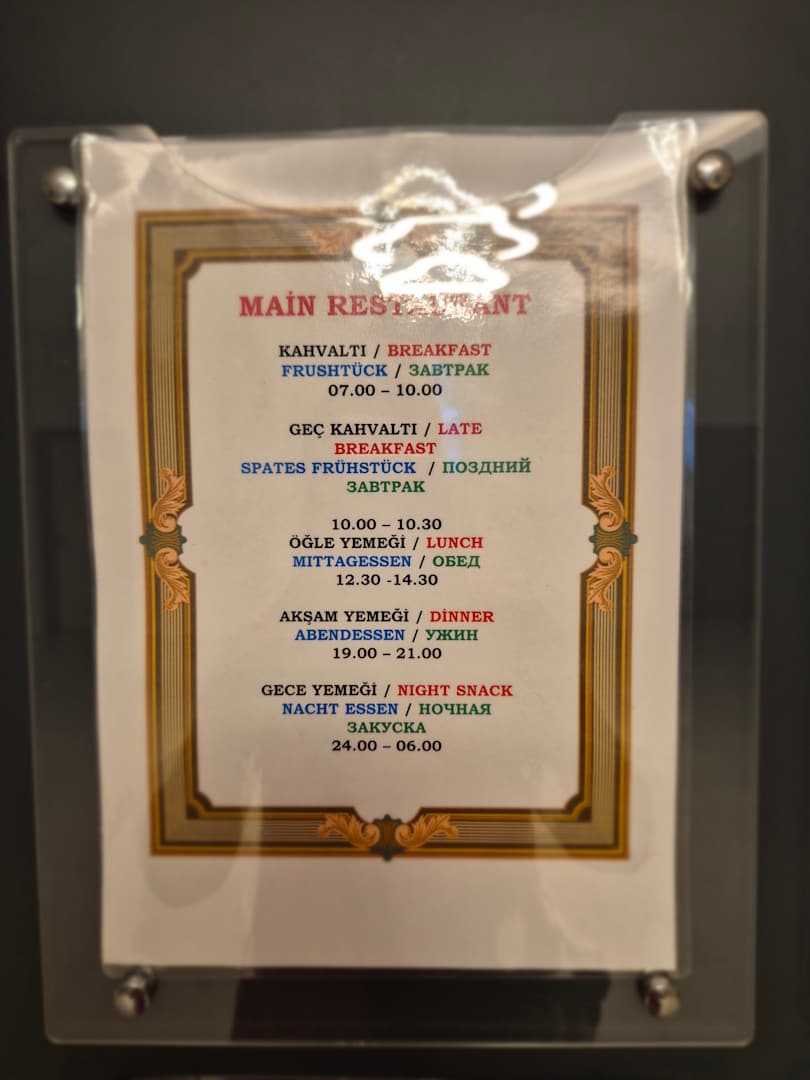 MAİN RESTAURANT
KAHVALTI / BREAKFAST
FRUSHTÜCK / ЗАВТРАК
07.00 – 10.00
GEÇ KAHVALTI / LATE
BREAKFAST
SPATES FRÜHSTÜCK / ПОЗДНИЙ
ЗАВТРАК
10.00 – 10.30
ÖĞLE YEMEĞİ / LUNCH
MITTAGESSEN / ОБЕД
12.30 -14.30
AKŞAM YEMEĞİ / DİNNER
ABENDESSEN / УЖИН
19.00 – 21.00
GECE YEMEĞİ / NIGHT SNACK
NACHT ESSEN / НОЧНАЯ
ЗАКУСКА
24.00 – 06.00